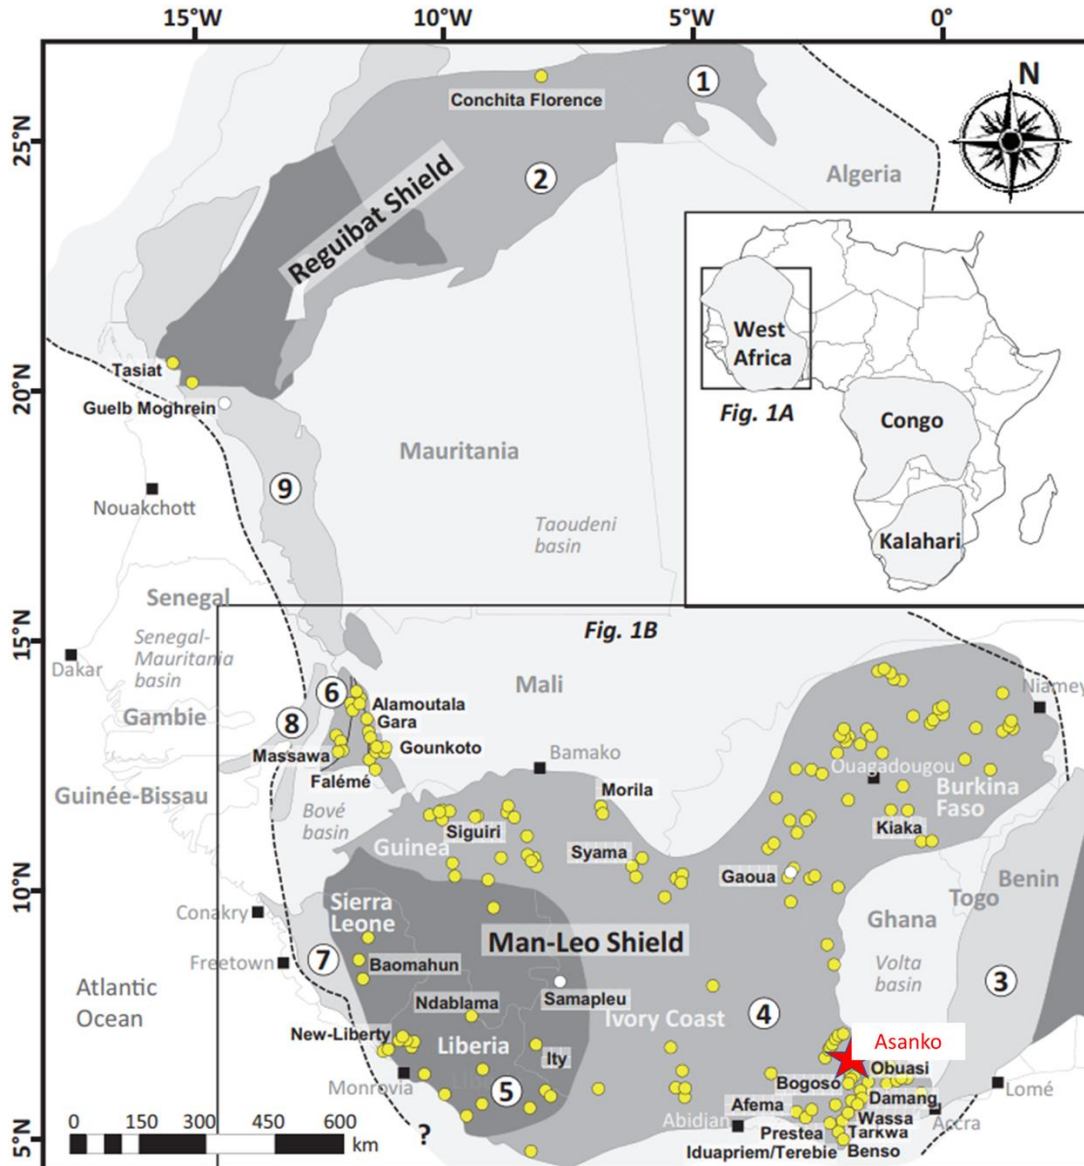 15°W
10°W
5°W
0°
N
25°N
20°N
15°N
10°N
5°N
Conchita Florence
1
2
Algeria
Reguibat Shield
West
Africa
Fig. 1A
Congo
Kalahari
Tasiat
Guelb Moghrein
Mauritania
9
Nouakchott
Taoudeni
basin
Senegal
Fig. 1B
Senegal-
Mauritania
basin
Dakar
Mali
Niamey
6
Alamoutala
Gara
8
Gambie
Massawa
Gounkoto
Bamako
Falémé
Ouagadougou
Guinée-Bissau
Bové
basin
Morila
Burkina
Faso
Siguiri
Kiaka
Guinea
Syama
Gaoua
Benin
Togo
Sierra
Leone
Conakry
Ghana
Man-Leo Shield
Freetown
7
Baomahun
Volta
basin
3
Atlantic
Ocean
Ndablama
Samapleu
Ivory Coast
4
New-Liberty
Liberia
Ity
Asanko
Obuasi
Monrovia
5
Bogoso
Damang
Lomé
Afema
Wassa
Accra
Abidjan
Prestea
Tarkwa
Iduapriem/Terebie
Benso
?
0 150 300 450 600
km